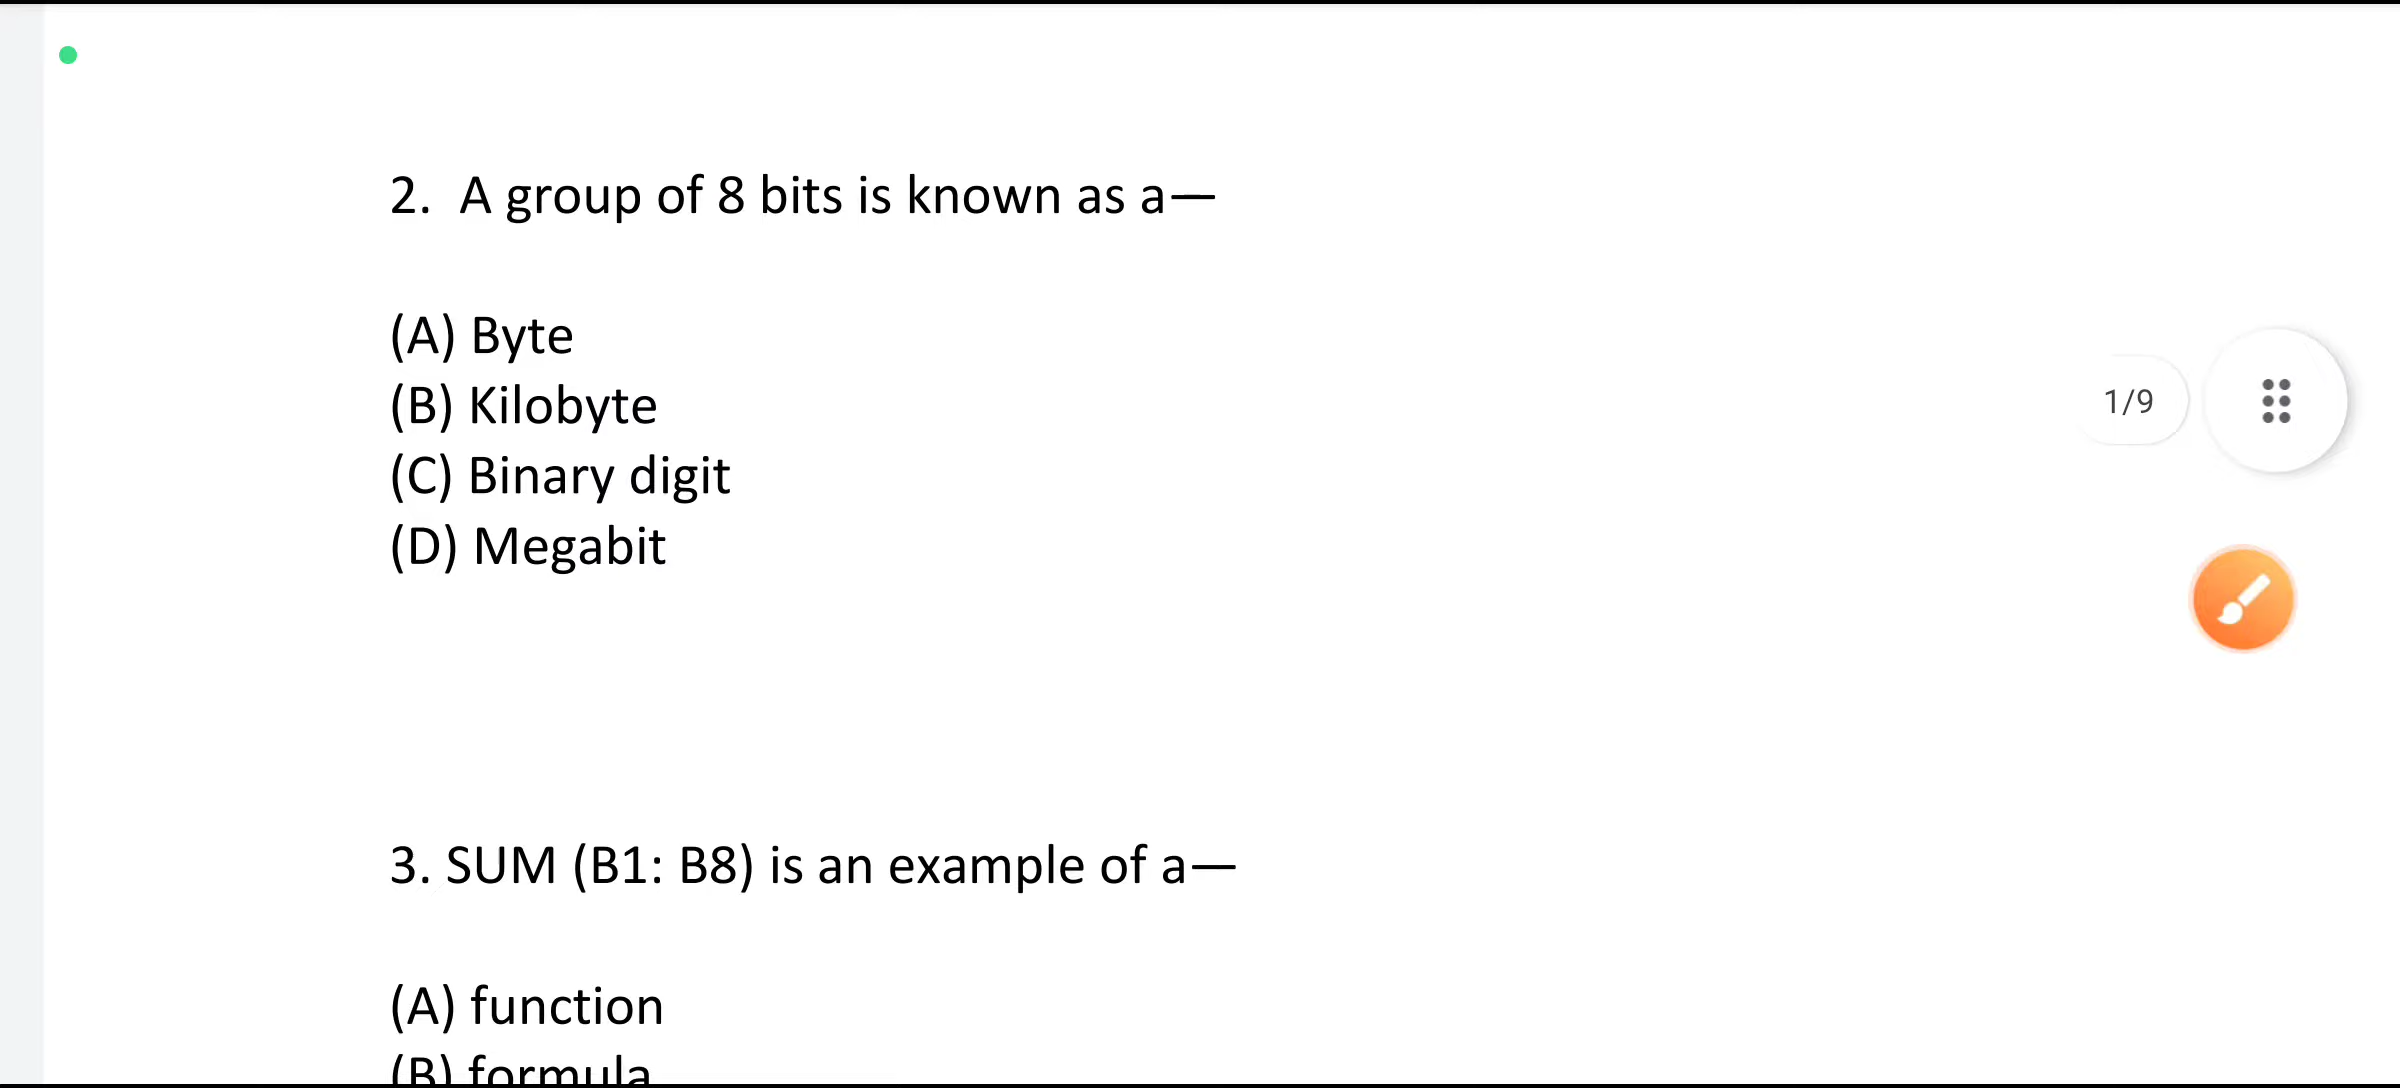 2. A group of 8 bits is known as a—
(A) Byte
(B) Kilobyte
(C) Binary digit
(D) Megabit
1/9
3. SUM (B1: B8) is an example of a—
(A) function
(B) formula